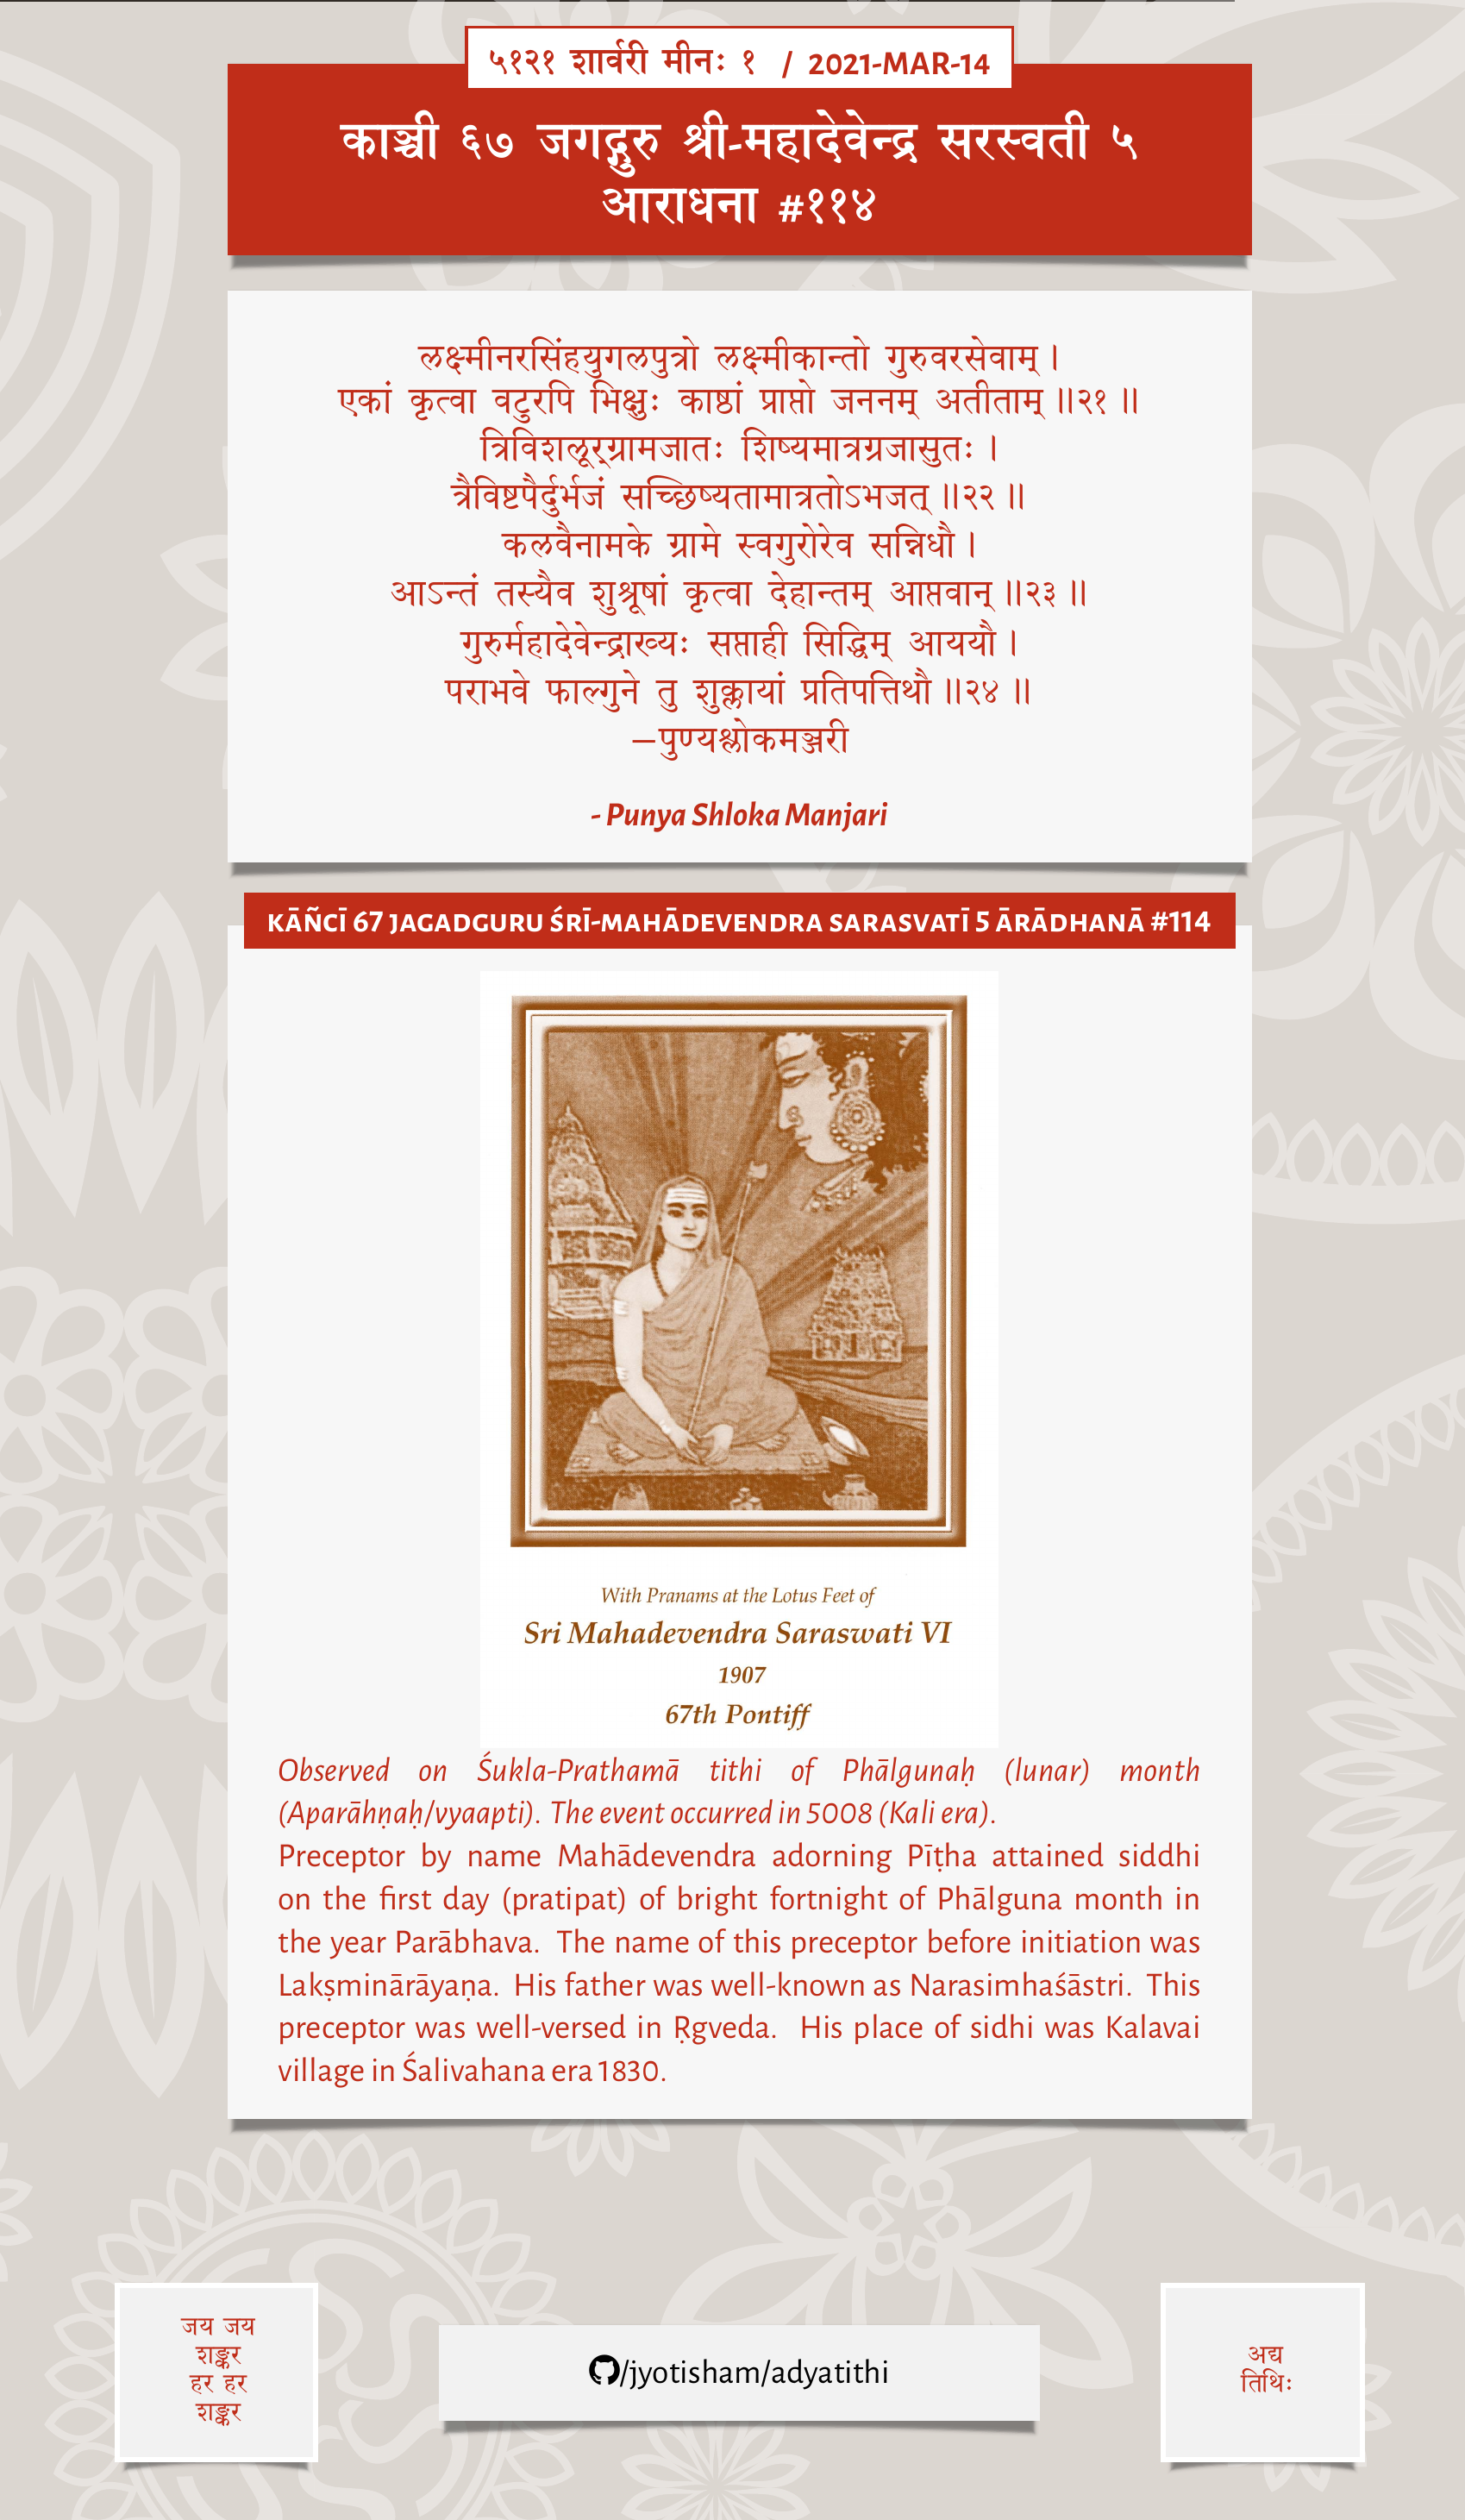 ५१२१ शार्वरी मीनः १ / 2021-MAR-14
काञ्ची ६७ जगद्गुरु श्री-महादेवेन्द्र सरस्वती ५
आराधना #११४
लक्ष्मीनरसिंहयुगलपुत्रो लक्ष्मीकान्तो गुरुवरसेवाम् ।
एकां कृत्वा वटुरपि भिक्षुः काष्ठां प्राप्तो जननम् अतीताम् ॥२१ ॥
त्रिविशलूर्ग्रामजातः शिष्यमात्रग्रजासुतः ।
त्रैविष्टपैर्दुर्भजं सच्छिष्यतामात्रतोऽभजत् ॥२२ ॥
कलवैनामके ग्रामे स्वगुरोरेव सन्निधौ ।
आऽन्तं तस्यैव शुश्रूषां कृत्वा देहान्तम् आप्तवान् ॥२३ ॥
गुरुर्महादेवेन्द्राख्यः सप्ताही सिद्धिम् आययौ ।
पराभवे फाल्गुने तु शुक्लायां प्रतिपत्तिथौ ॥२४ ॥
—पुण्यश्लोकमञ्जरी
- Punya Shloka Manjari
KĀÑCĪ 67 JAGADGURU ŚRĪ-MAHĀDEVENDRA SARASVATĪ 5 ĀRĀDHANĀ #114
With Pranams at the Lotus Feet of
Sri Mahadevendra Saraswati VI
1907
67th Pontiff
Observed on Śukla-Prathamā tithi of Phālgunaḥ (lunar) month
(Aparāhṇaḥ/vyaapti). The event occurred in 5008 (Kali era).
Preceptor by name Mahādevendra adorning Pīṭha attained siddhi
on the first day (pratipat) of bright fortnight of Phālguna month in
the year Parābhava. The name of this preceptor before initiation was
Lakṣminārāyaṇa. His father was well-known as Narasimhaśāstri. This
preceptor was well-versed in Ṛgveda. His place of sidhi was Kalavai
village in Śalivahana era 1830.
जय जय
शङ्कर
हर हर
शङ्कर
/jyotisham/adyatithi
अद्य
तिथिः